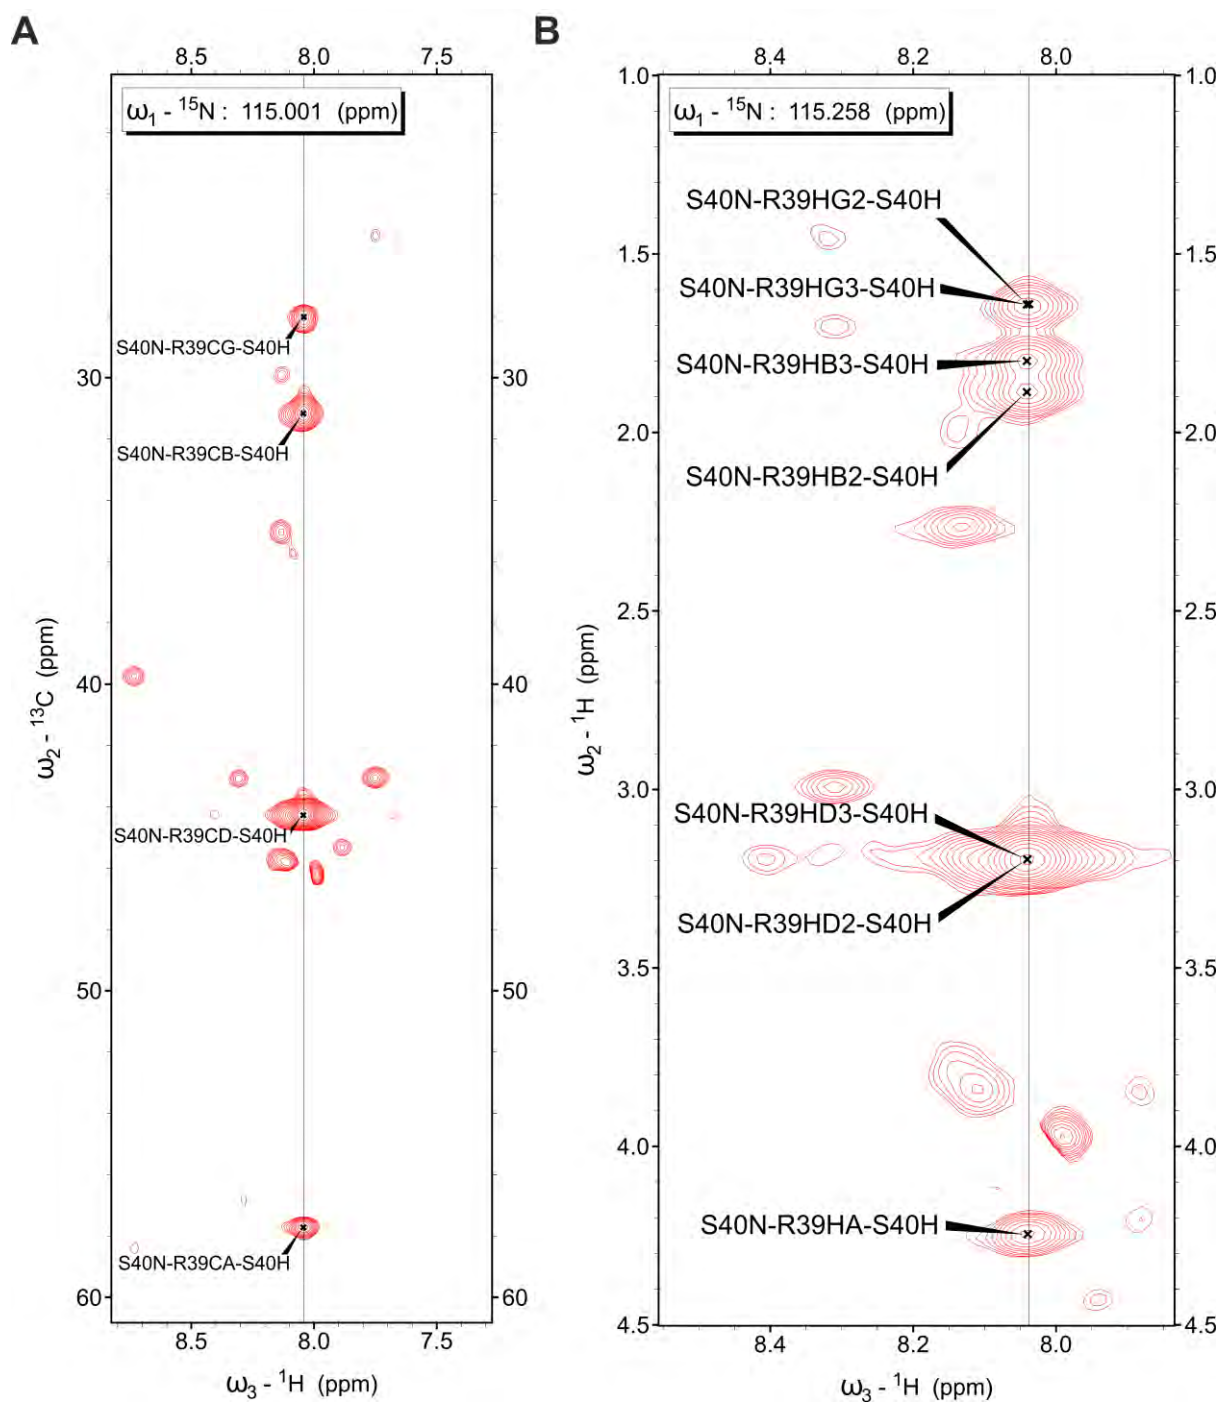 A
8.5 8.0 7.5
ω1 - 15N : 115.001 (ppm)
S40N-R39CG-S40H
30 30
S40N-R39CB-S40H
40 40
ω2 - 13C (ppm)
S40N-R39CD-S40H
50 50
S40N-R39CA-S40H
60 60
8.5 8.0 7.5
ω3 - 1H (ppm)
B
8.4 8.2 8.0
1.0 1.0
ω1 - 15N : 115.258 (ppm)
S40N-R39HG2-S40H
1.5 1.5
S40N-R39HG3-S40H
S40N-R39HB3-S40H
2.0 2.0
S40N-R39HB2-S40H
2.5 2.5
ω2 - 1H (ppm)
3.0 3.0
S40N-R39HD3-S40H
S40N-R39HD2-S40H
3.5 3.5
4.0 4.0
S40N-R39HA-S40H
4.5 4.5
8.4 8.2 8.0
ω3 - 1H (ppm)